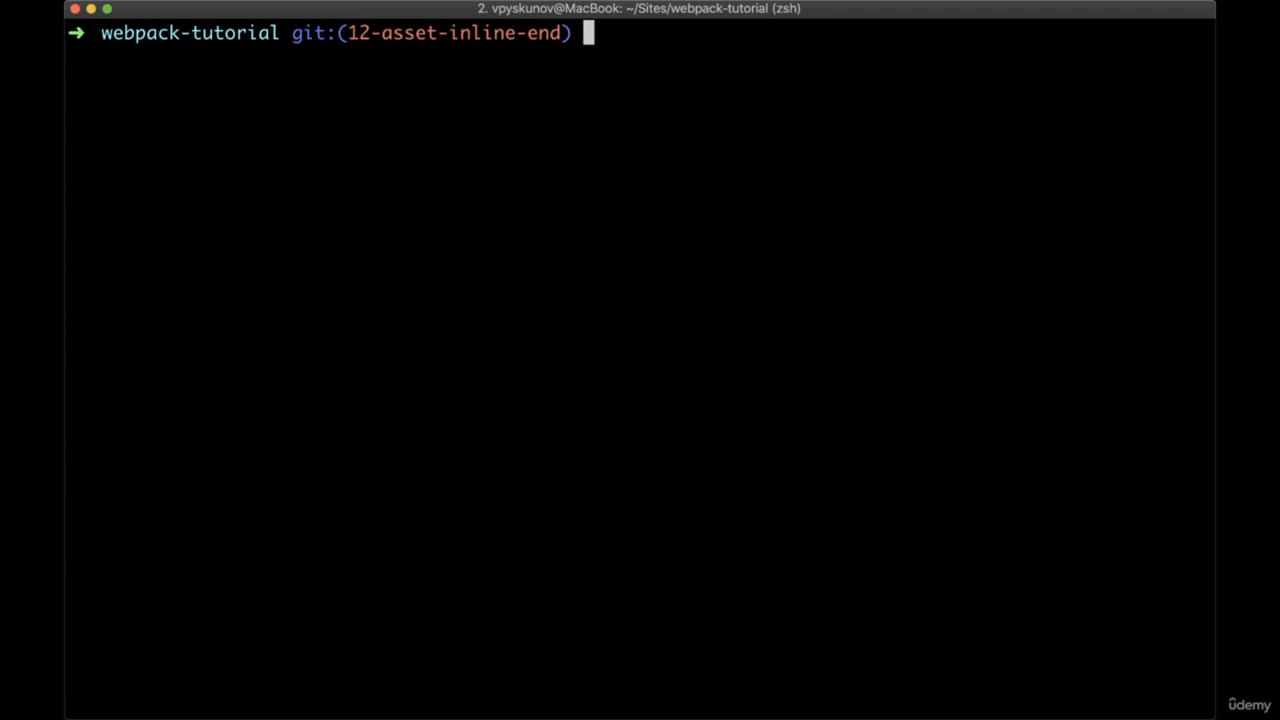 2. vpyskunov@MacBook: ~/Sites/webpack-tutorial (zsh)
➜ webpack-tutorial git:(12-asset-inline-end)
ûdemy